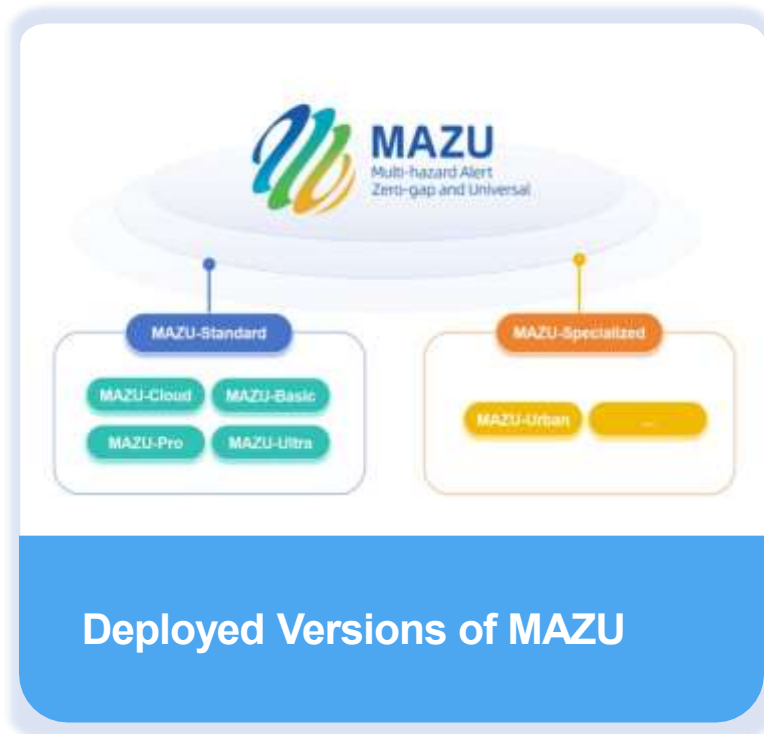 MAZU
Multi-hazard Alert
Zero-gap and Universal
MAZU-Standard
MAZU-Specialized
MAZU-Cloud
MAZU-Basic
MAZU-Pro
MAZU-Ultra
MAZU-Urban
...
Deployed Versions of MAZU